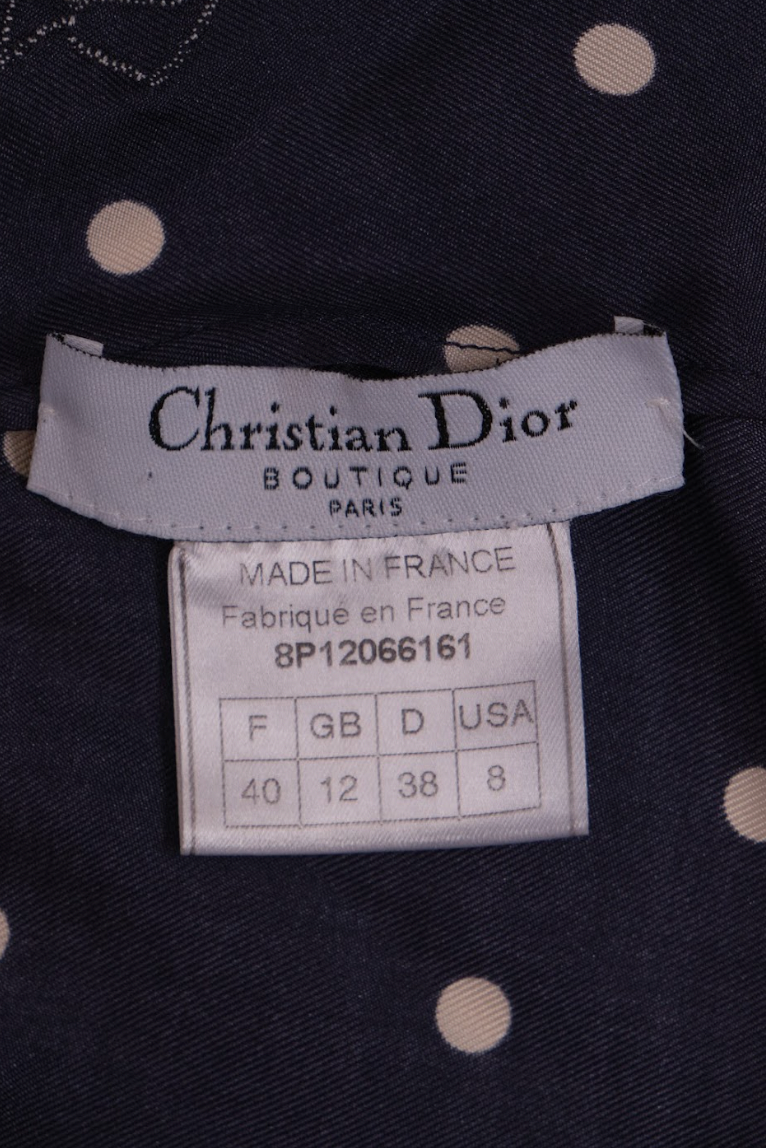 Christian Dior
BOUTIQUE
PARIS
MADE IN FRANCE
Fabriqué en France
8P12066161
F GB D USA
40 12 38 8